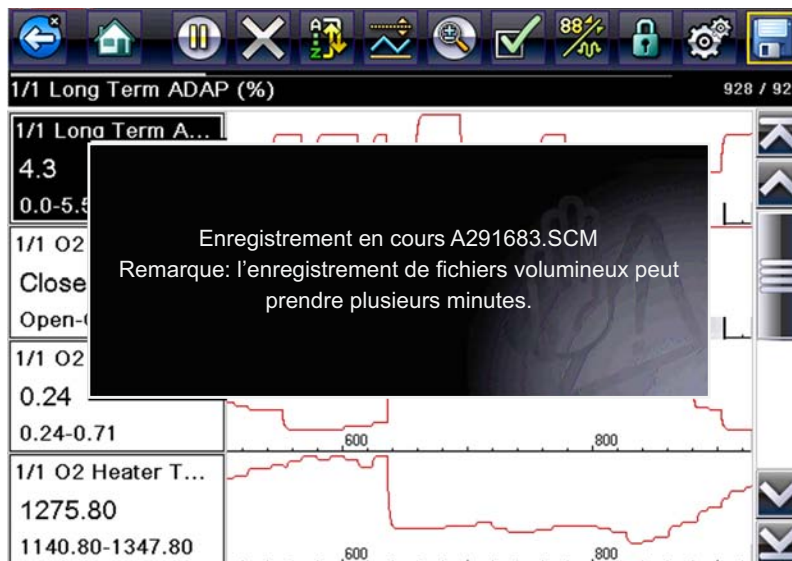 1/1 Long Term ADAP (%)
928 / 92
1/1 Long Term A...
4.3
0.0-5.5
Enregistrement en cours A291683.SCM
Remarque: l’enregistrement de fichiers volumineux peut
prendre plusieurs minutes.
1/1 O2
Close
Open-
1/1 O2
0.24
0.24-0.71
600
800
1/1 O2 Heater T...
1275.80
1140.80-1347.80
600
800